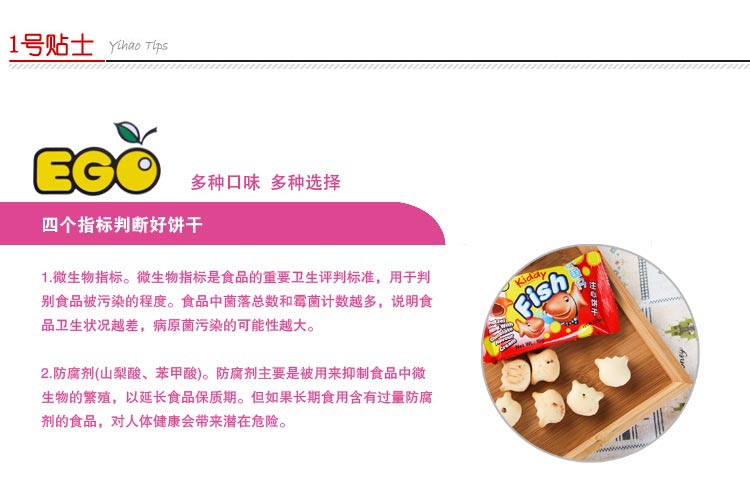 1号贴士 Yihao Tips
EGO
多种口味 多种选择
四个指标判断好饼干
1.微生物指标。微生物指标是食品的重要卫生评判标准，用于判
别食品被污染的程度。食品中菌落总数和霉菌计数越多，说明食
品卫生状况越差，病原菌污染的可能性越大。
2.防腐剂(山梨酸、苯甲酸)。防腐剂主要是被用来抑制食品中微
生物的繁殖，以延长食品保质期。但如果长期食用含有过量防腐
剂的食品，对人体健康会带来潜在危险。
Kiddy
Fish